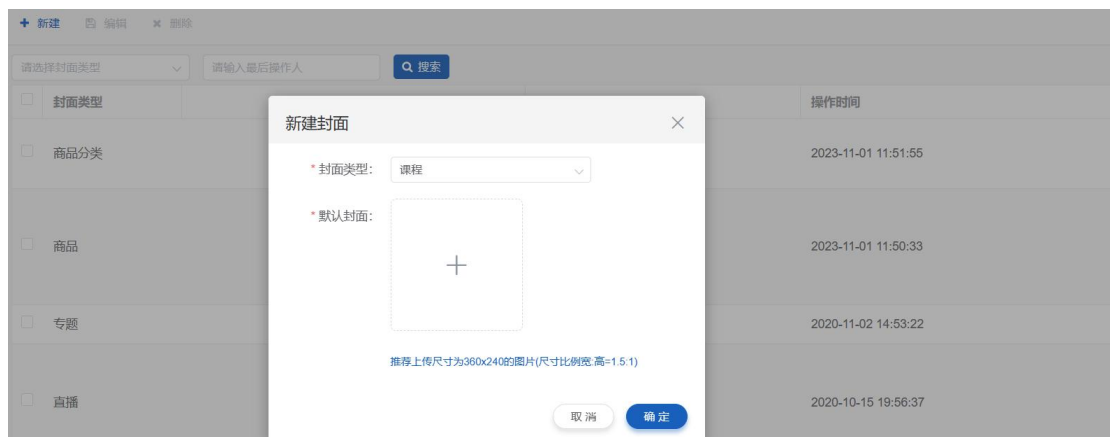 新建 编辑 删除
请选择封面类型 请输入最后操作人 搜索
封面类型 操作时间
新建封面
商品分类 2023-11-01 11:51:55
*封面类型: 课程
*默认封面:
商品 2023-11-01 11:50:33
专题 2020-11-02 14:53:22
推荐上传尺寸为360x240的图片(尺寸比例宽:高=1.5:1)
直播 2020-10-15 19:56:37
取消 确定